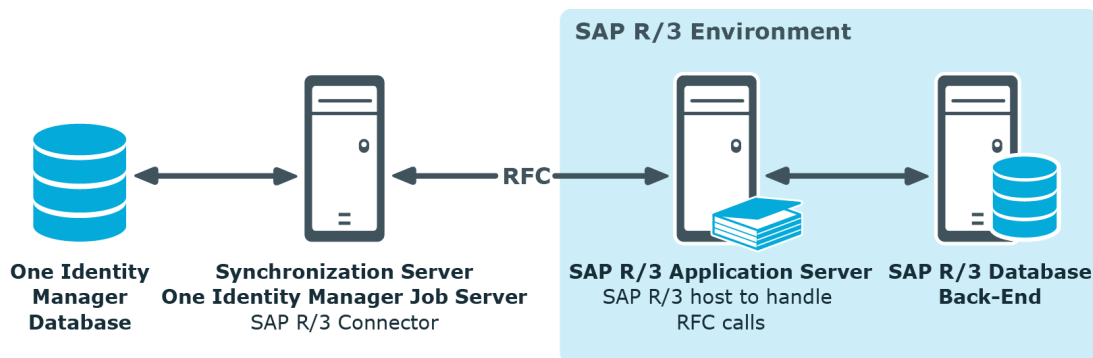 SAP R/3 Environment
RFC
One Identity
Manager
Database
Synchronization Server
One Identity Manager Job Server
SAP R/3 Connector
SAP R/3 Application Server
SAP R/3 host to handle
RFC calls
SAP R/3 Database
Back-End